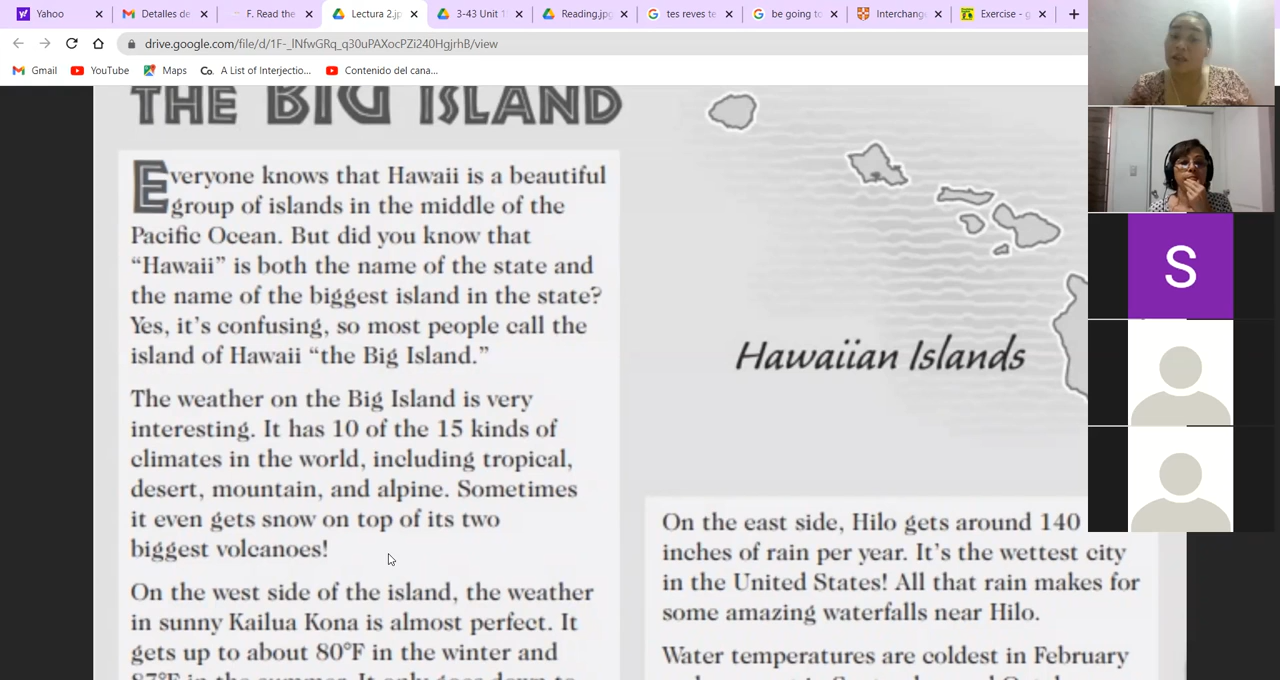 Yahoo
Detalles de
F. Read the
Lectura 2.jp
3-43 Unit 1
Reading.jpg
tes reves te
be going to
Interchang
Exercise - g
drive.google.com/file/d/1F-_lNfwGRq_q30uPAXocPZi240HgjrhB/view
Gmail
YouTube
Maps
Co.
A List of Interjectio...
Contenido del cana...
THE BIG ISLAND
Everyone knows that Hawaii is a beautiful
group of islands in the middle of the
Pacific Ocean. But did you know that
“Hawaii” is both the name of the state and
the name of the biggest island in the state?
Yes, it’s confusing, so most people call the
island of Hawaii “the Big Island.”
The weather on the Big Island is very
interesting. It has 10 of the 15 kinds of
climates in the world, including tropical,
desert, mountain, and alpine. Sometimes
it even gets snow on top of its two
biggest volcanoes!
On the west side of the island, the weather
in sunny Kailua Kona is almost perfect. It
gets up to about 80°F in the winter and
87°F in the summer. It only goes down to
Hawaiian Islands
On the east side, Hilo gets around 140
inches of rain per year. It’s the wettest city
in the United States! All that rain makes for
some amazing waterfalls near Hilo.
Water temperatures are coldest in February
S